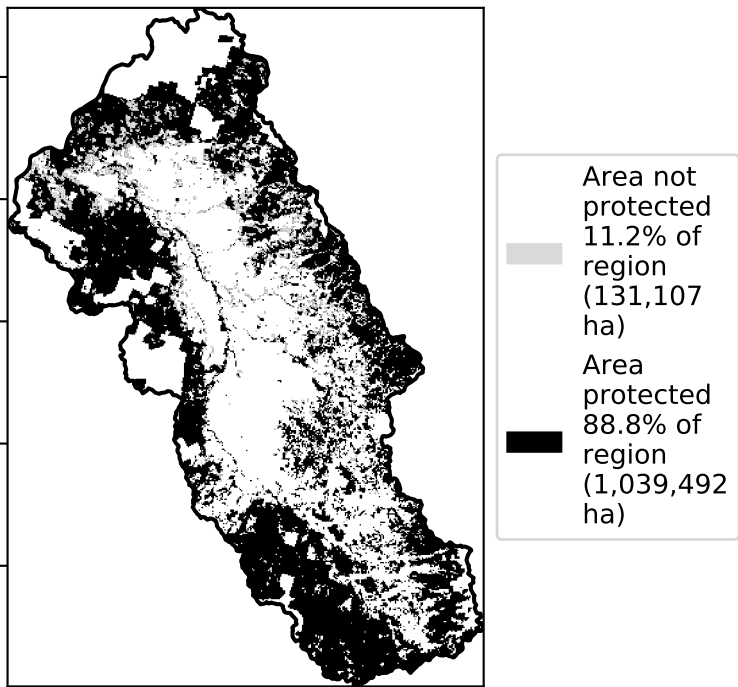 Area not
protected
11.2% of
region
(131,107
ha)
Area
protected
88.8% of
region
(1,039,492
ha)